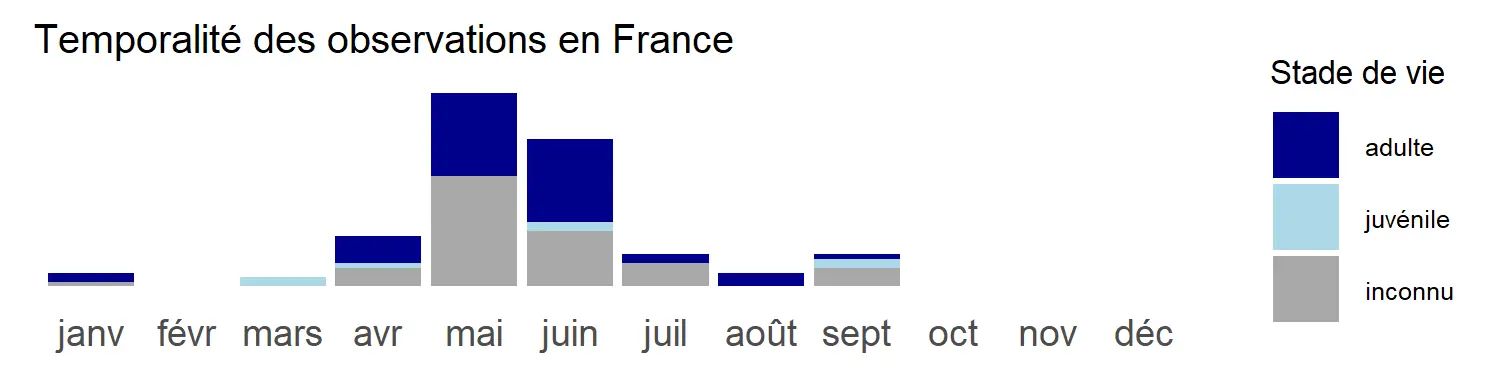 Temporalité des observations en France
Stade de vie
adulte
juvénile
inconnu
janv févr mars avr mai juin juil août sept oct nov déc